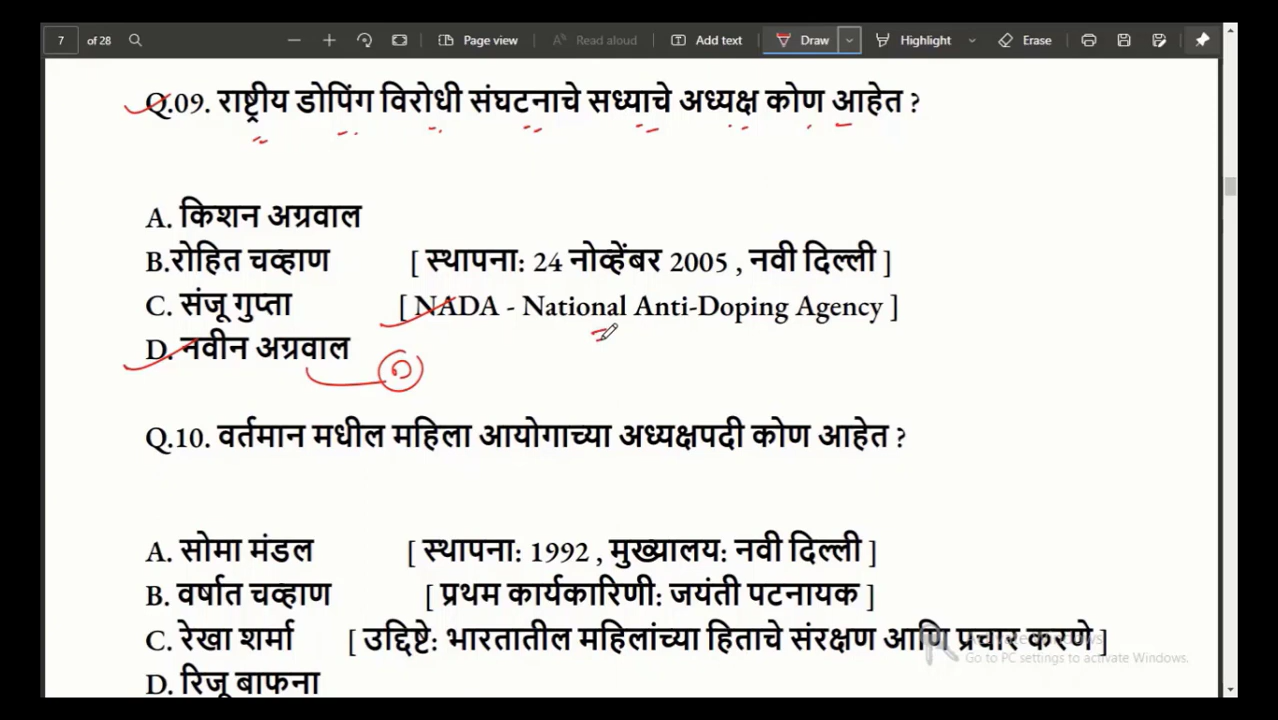 7 of 28 Page view Read aloud Add text Draw Highlight Erase
Q.09. राष्ट्रीय डोपिंग विरोधी संघटनाचे सध्याचे अध्यक्ष कोण आहेत ?
A. किशन अग्रवाल
B.रोहित चव्हाण [ स्थापना: 24 नोव्हेंबर 2005 , नवी दिल्ली ]
C. संजू गुप्ता [ NADA - National Anti-Doping Agency ]
D. नवीन अग्रवाल
Q.10. वर्तमान मधील महिला आयोगाच्या अध्यक्षपदी कोण आहेत ?
A. सोमा मंडल [ स्थापना: 1992 , मुख्यालय: नवी दिल्ली ]
B. वर्षात चव्हाण [ प्रथम कार्यकारिणी: जयंती पटनायक ]
C. रेखा शर्मा [ उद्दिष्टे: भारतातील महिलांच्या हिताचे संरक्षण आणि प्रचार करणे ]
Go to PC settings to activate Windows.
D. रिजू बाफना